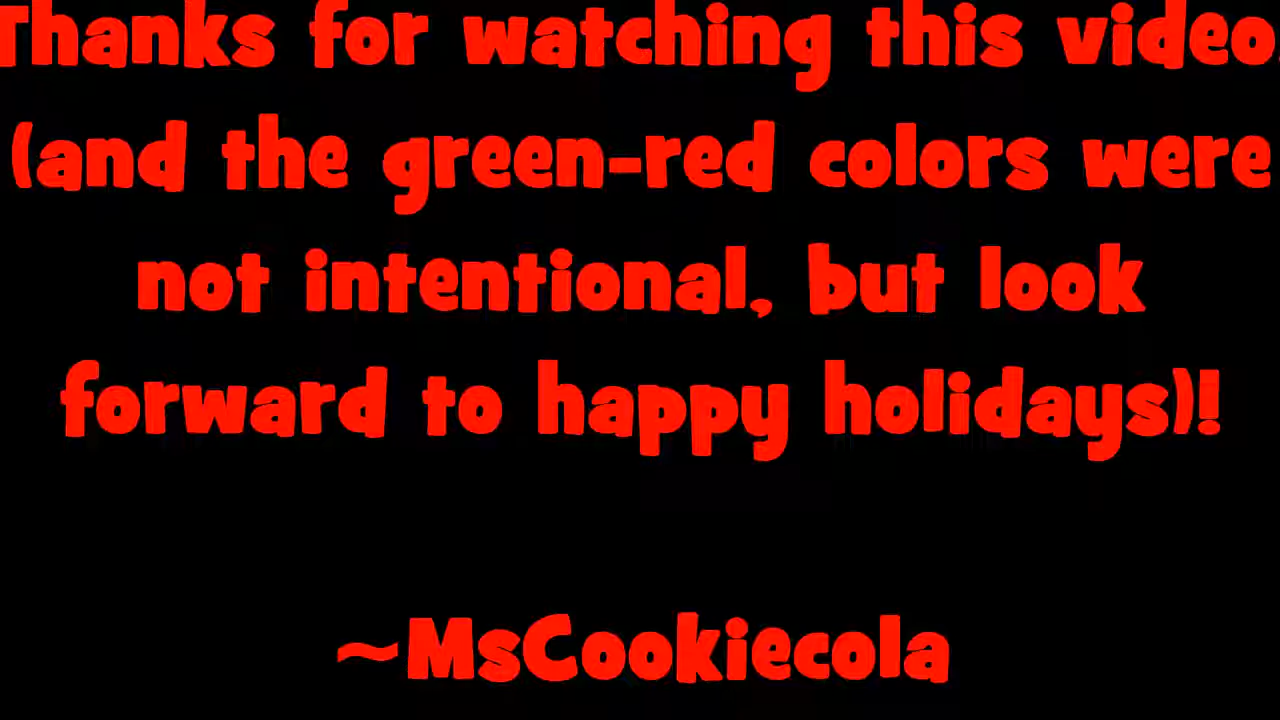 Thanks for watching this video.
(and the green-red colors were
not intentional, but look
forward to happy holidays)!
~MsCookiecola